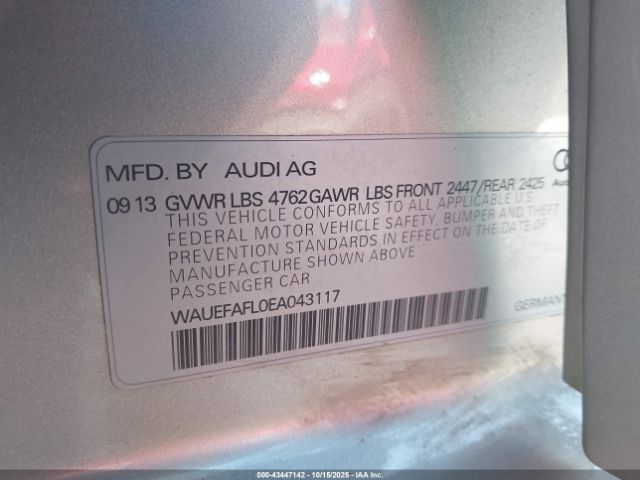 MFD. BY AUDI AG
09 13 GVWR LBS 4762 GAWR LBS FRONT 2447/REAR 2425
THIS VEHICLE CONFORMS TO ALL APPLICABLE U.S.
FEDERAL MOTOR VEHICLE SAFETY, BUMPER AND THEFT
PREVENTION STANDARDS IN EFFECT ON THE DATE OF
MANUFACTURE SHOWN ABOVE
PASSENGER CAR
WAUEFAFL0EA043117
GERMANY
000-43447142 - 10/15/2025 - © IAA Inc.